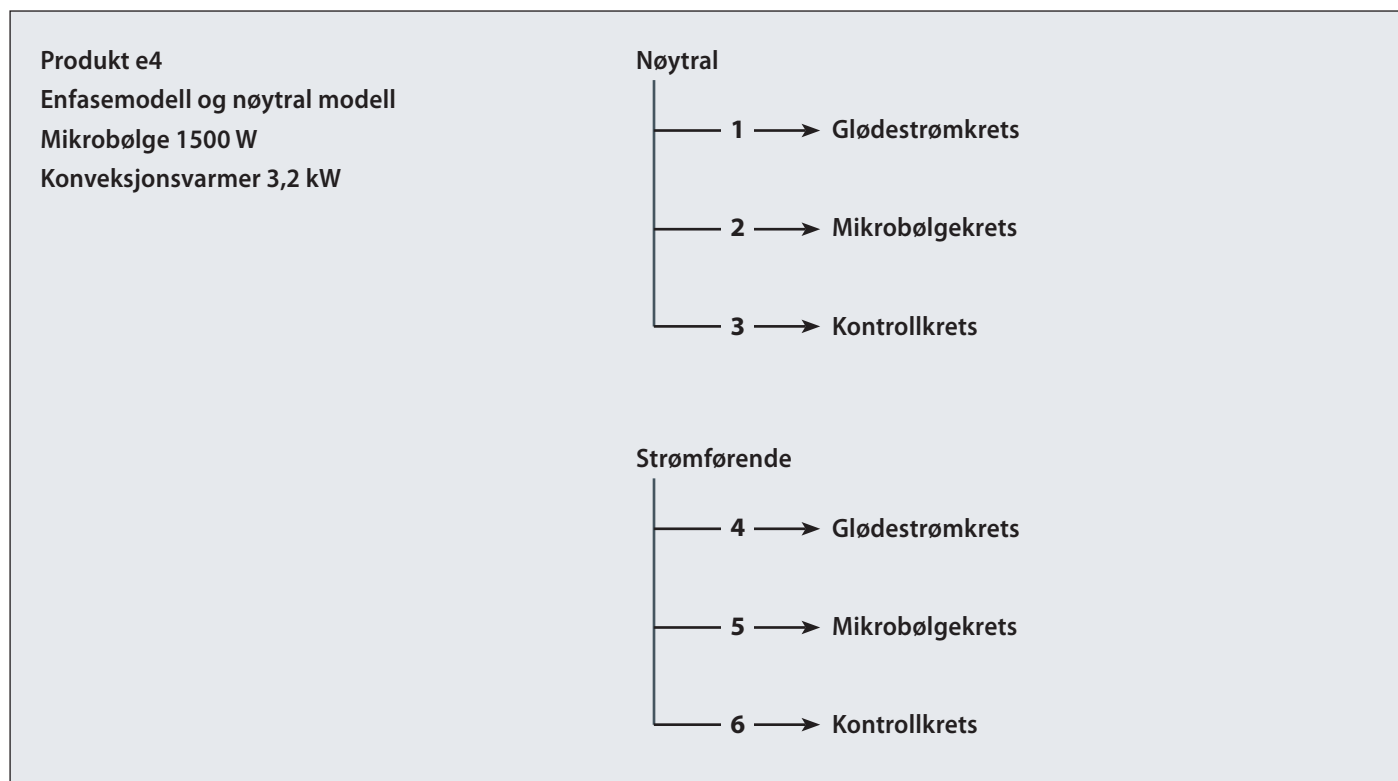 Produkt e4
Enfasemodell og nøytral modell
Mikrobølge 1500 W
Konveksjonsvarmer 3,2 kW
Nøytral
1 Glødestrømkrets
2 Mikrobølgekrets
3 Kontrollkrets
Strømførende
4 Glødestrømkrets
5 Mikrobølgekrets
6 Kontrollkrets